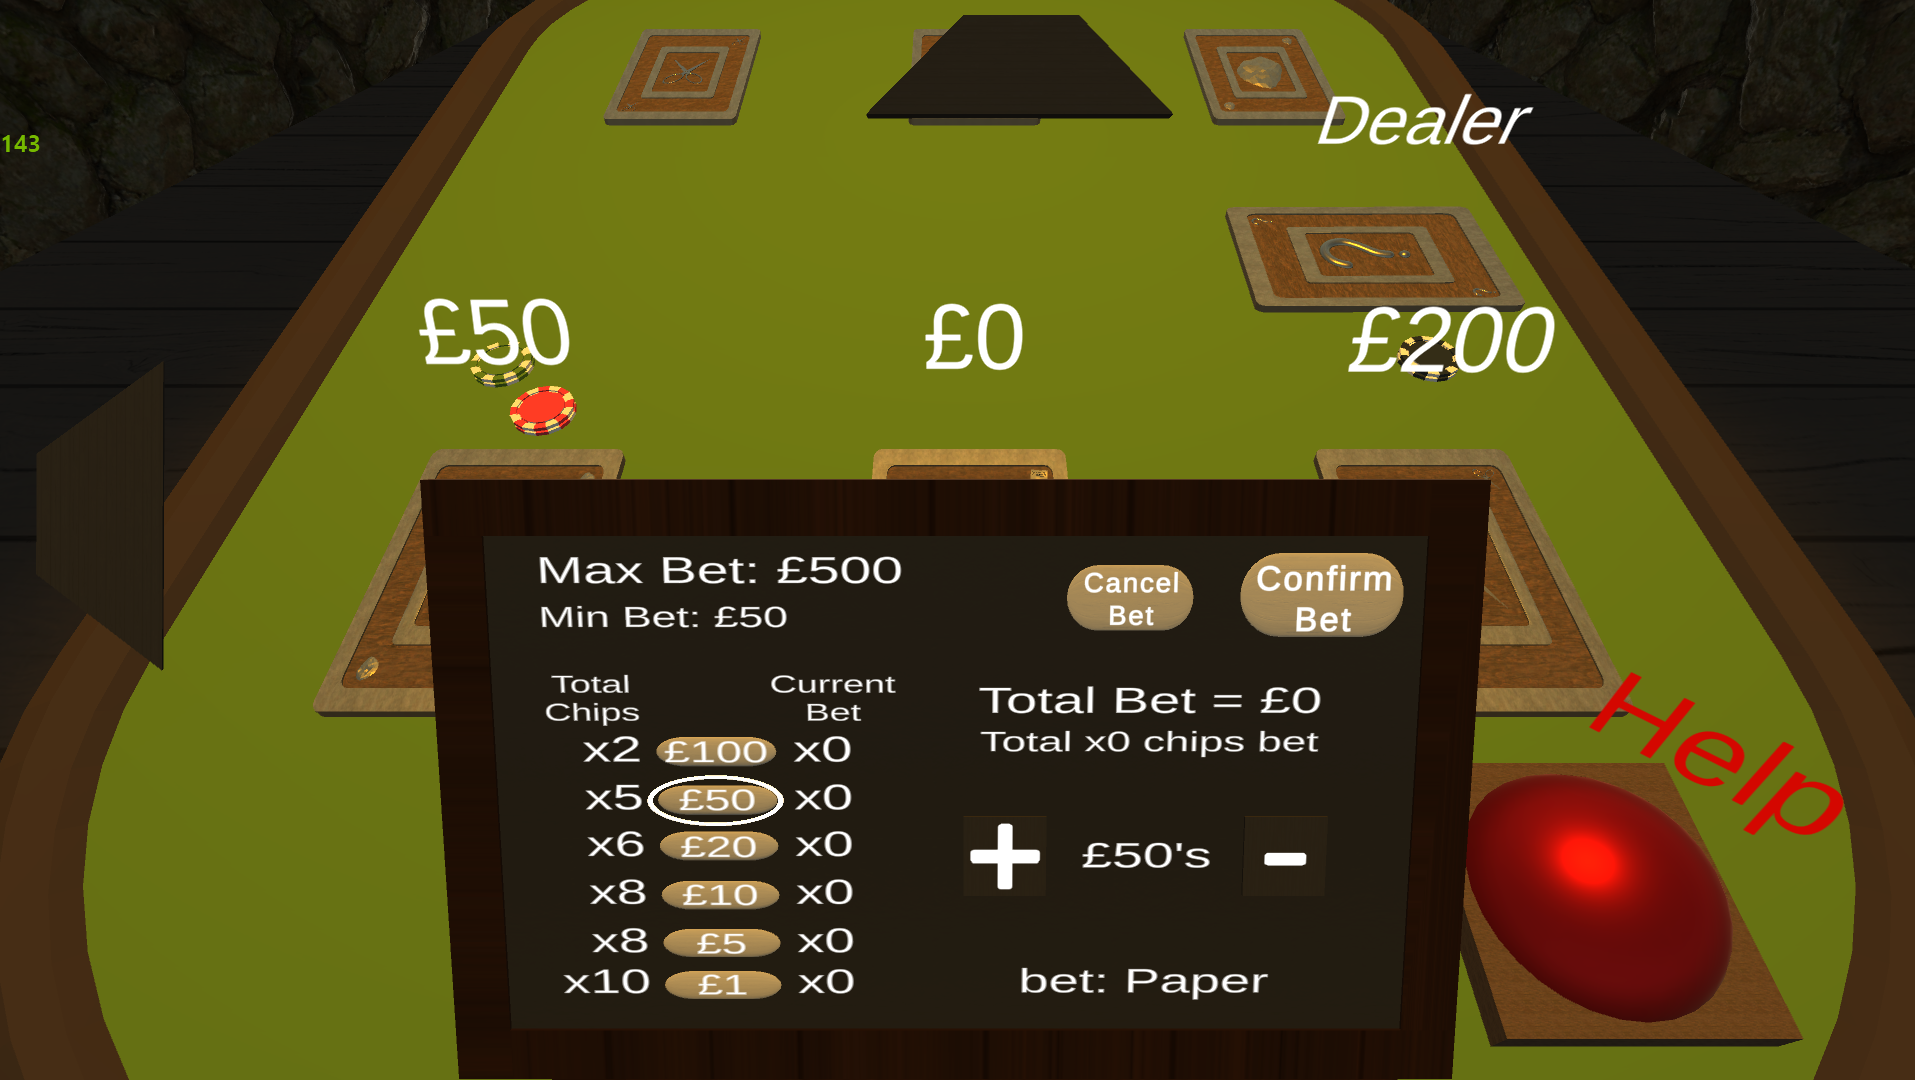 Dealer
143
£50
£0
£200
Max Bet: £500
Min Bet: £50
Cancel
Bet
Confirm
Bet
Total
Chips
Current
Bet
x2 £100 x0
x5 £50 x0
x6 £20 x0
x8 £10 x0
x8 £5 x0
x10 £1 x0
Total Bet = £0
Total x0 chips bet
+ £50's -
bet: Paper
Help